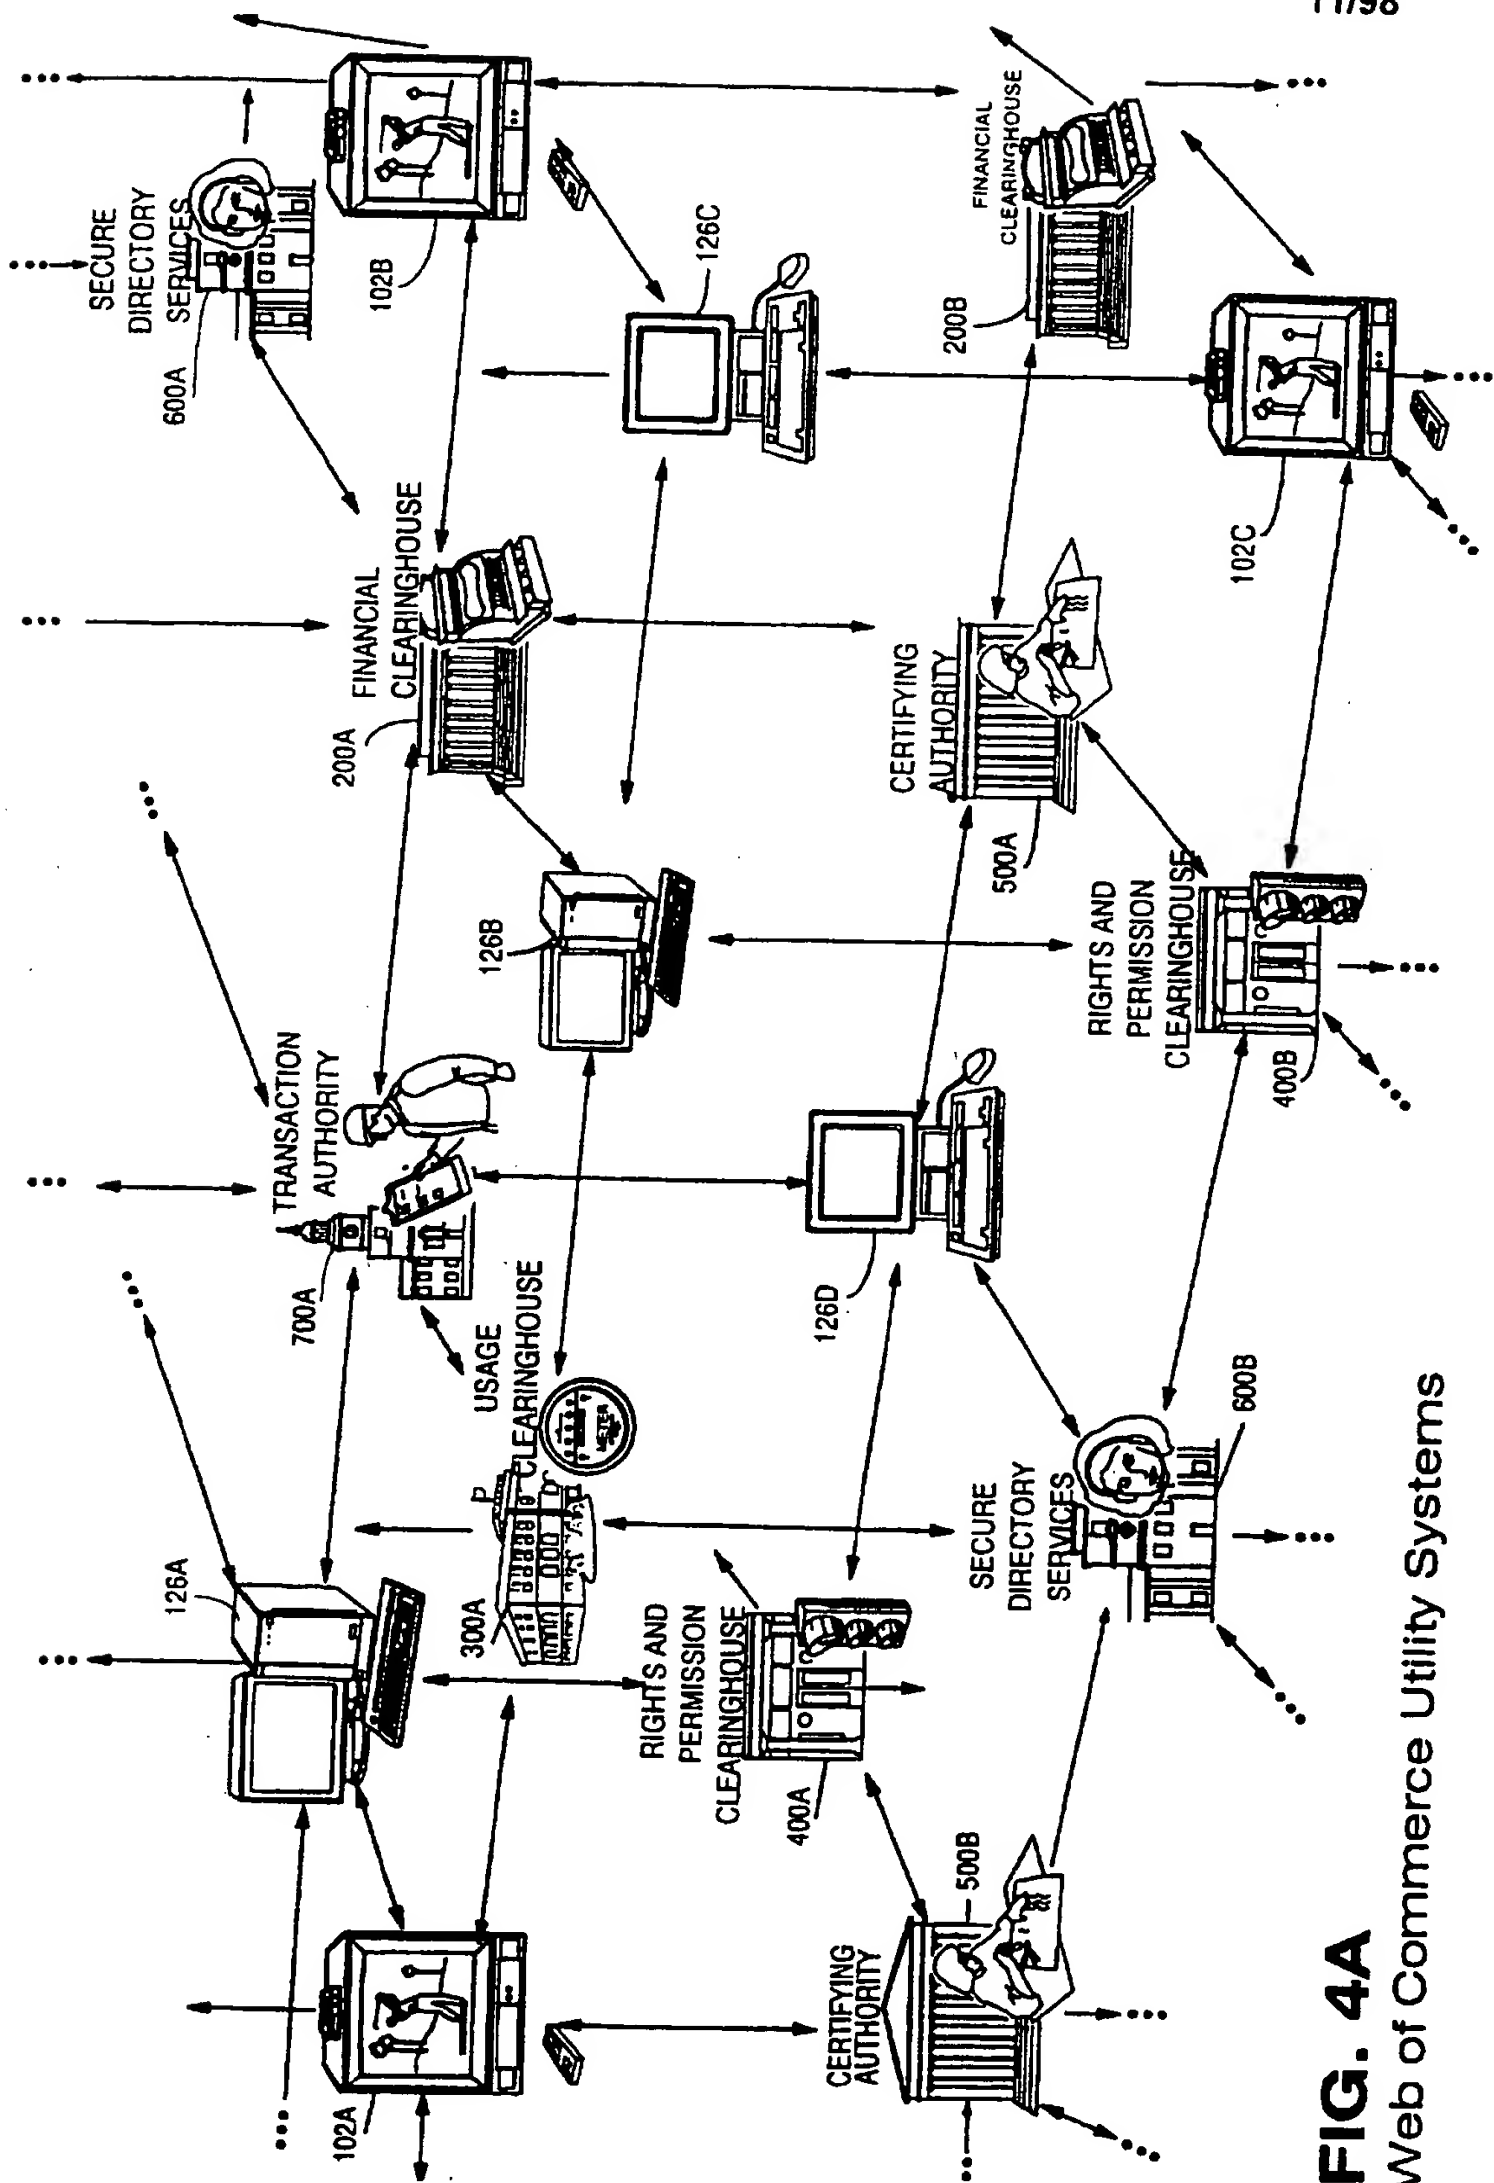 11/98
SECURE
DIRECTORY
SERVICES
600A
126A
TRANSACTION
AUTHORITY
700A
102A
200A
FINANCIAL
CLEARINGHOUSE
102B
300A
USAGE
CLEARINGHOUSE
METER
126B
RIGHTS AND
PERMISSION
CLEARINGHOUSE
400A
126C
126D
CERTIFYING
AUTHORITY
500B
CERTIFYING
AUTHORITY
500A
200B
FINANCIAL
CLEARINGHOUSE
SECURE
DIRECTORY
SERVICES
600B
RIGHTS AND
PERMISSION
CLEARINGHOUSE
400B
102C
FIG. 4A
Web of Commerce Utility Systems